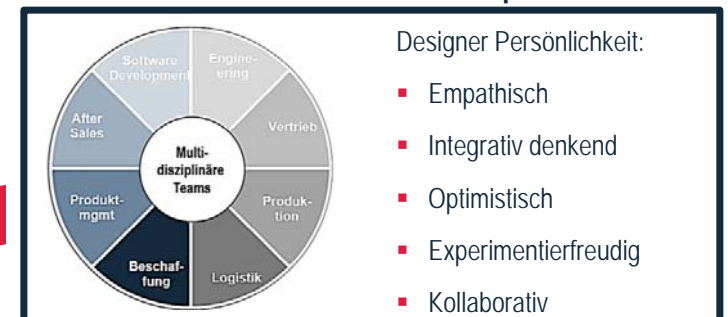 Software
Development
Engine-
ering
Vertrieb
Produk-
tion
Logistik
Beschaf-
fung
Produkt-
mgmt
After
Sales
Multi-
disziplinäre
Teams
Designer Persönlichkeit:
▪ Empathisch
▪ Integrativ denkend
▪ Optimistisch
▪ Experimentierfreudig
▪ Kollaborativ